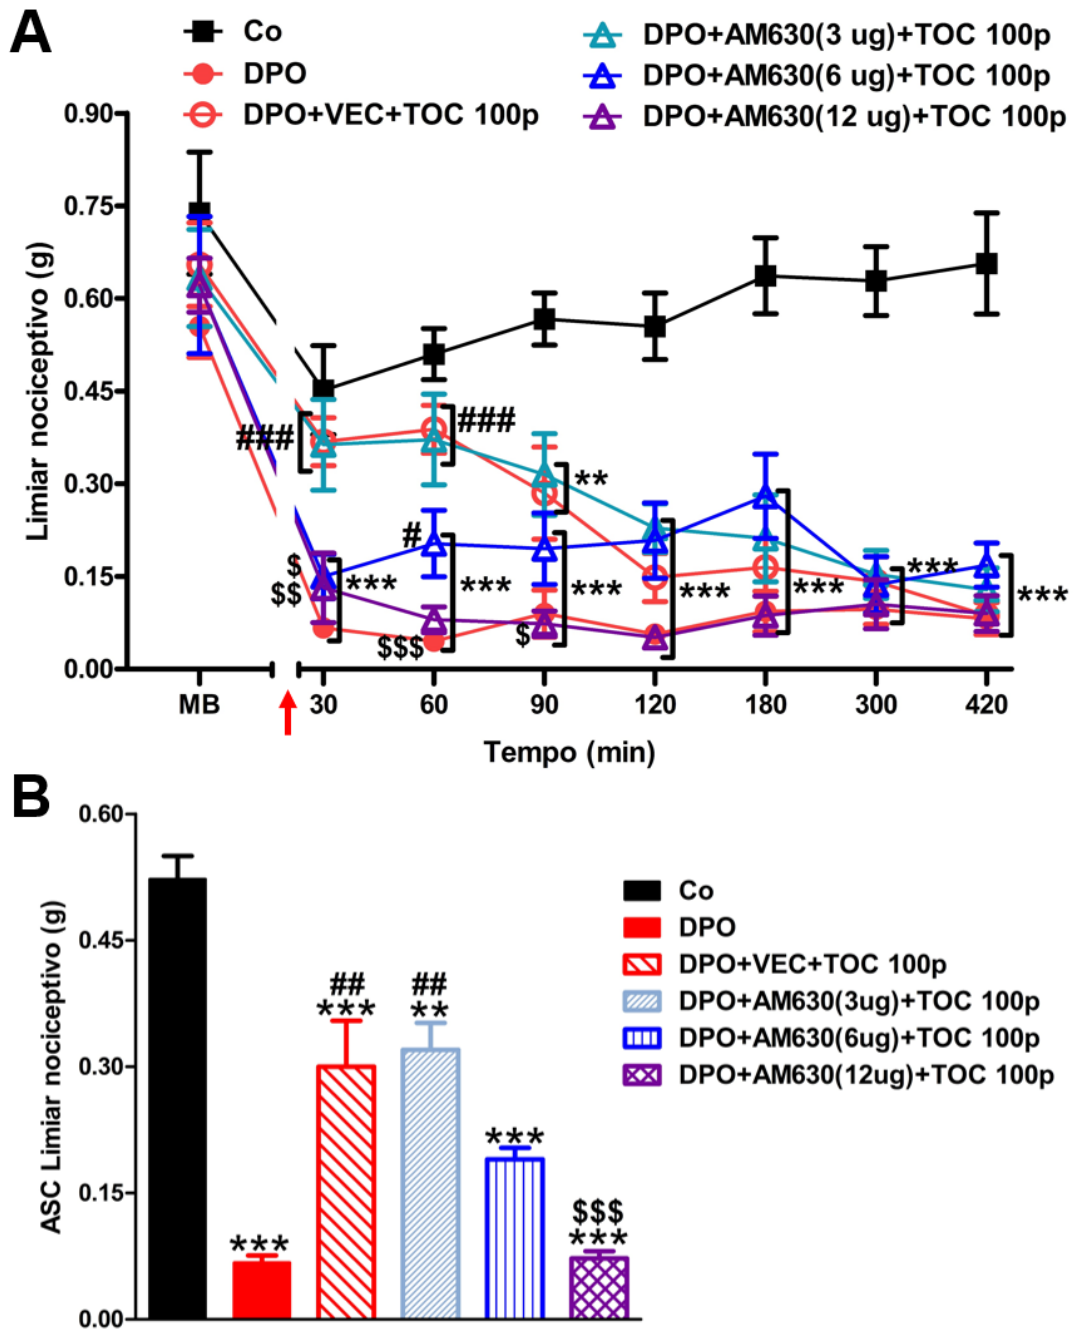 A
Co
DPO
DPO+VEC+TOC 100p
DPO+AM630(3 ug)+TOC 100p
DPO+AM630(6 ug)+TOC 100p
DPO+AM630(12 ug)+TOC 100p
Limiar nociceptivo (g)
0.90
0.75
0.60
0.45
0.30
0.15
0.00
###
###
**
#
$
$$
***
$$$
***
$
***
***
***
***
***
MB 30 60 90 120 180 300 420
Tempo (min)
B
ASC Limiar nociceptivo (g)
0.60
0.45
0.30
0.15
0.00
***
##
***
##
**
***
$$$
***
Co
DPO
DPO+VEC+TOC 100p
DPO+AM630(3ug)+TOC 100p
DPO+AM630(6ug)+TOC 100p
DPO+AM630(12ug)+TOC 100p